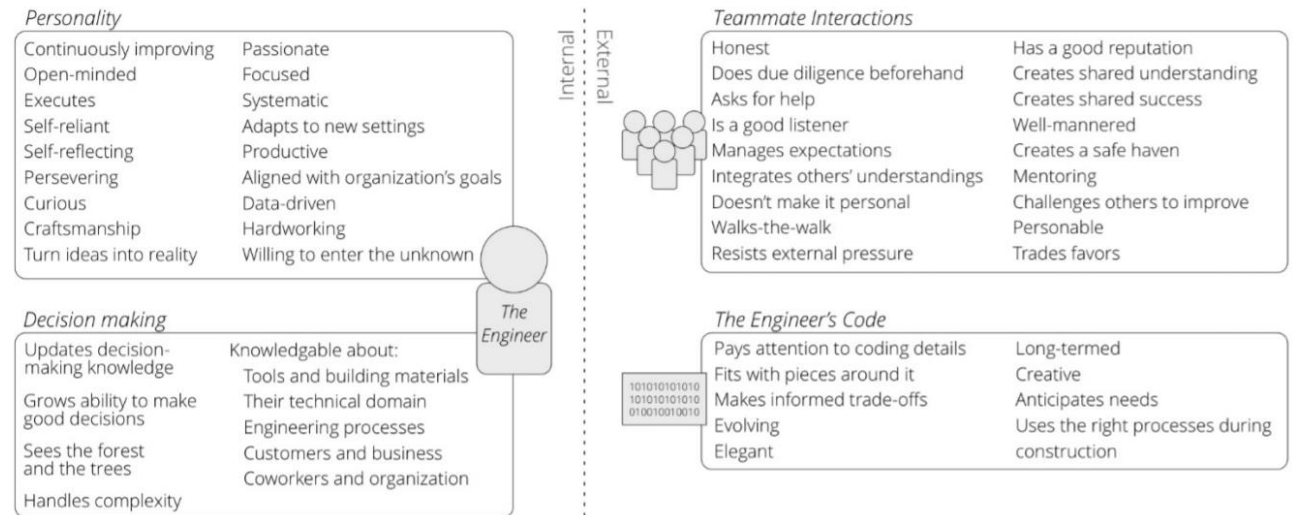 Personality
Continuously improving
Open-minded
Executes
Self-reliant
Self-reflecting
Persevering
Curious
Craftsmanship
Turn ideas into reality
Passionate
Focused
Systematic
Adapts to new settings
Productive
Aligned with organization's goals
Data-driven
Hardworking
Willing to enter the unknown
Decision making
Updates decision-
making knowledge
Grows ability to make
good decisions
Sees the forest
and the trees
Handles complexity
Knowledgable about:
Tools and building materials
Their technical domain
Engineering processes
Customers and business
Coworkers and organization
The
Engineer
Internal
External
Teammate Interactions
Honest
Does due diligence beforehand
Asks for help
Is a good listener
Manages expectations
Integrates others' understandings
Doesn't make it personal
Walks-the-walk
Resists external pressure
Has a good reputation
Creates shared understanding
Creates shared success
Well-mannered
Creates a safe haven
Mentoring
Challenges others to improve
Personable
Trades favors
The Engineer's Code
101010101010
101010101010
010010010010
Pays attention to coding details
Fits with pieces around it
Makes informed trade-offs
Evolving
Elegant
Long-termed
Creative
Anticipates needs
Uses the right processes during
construction